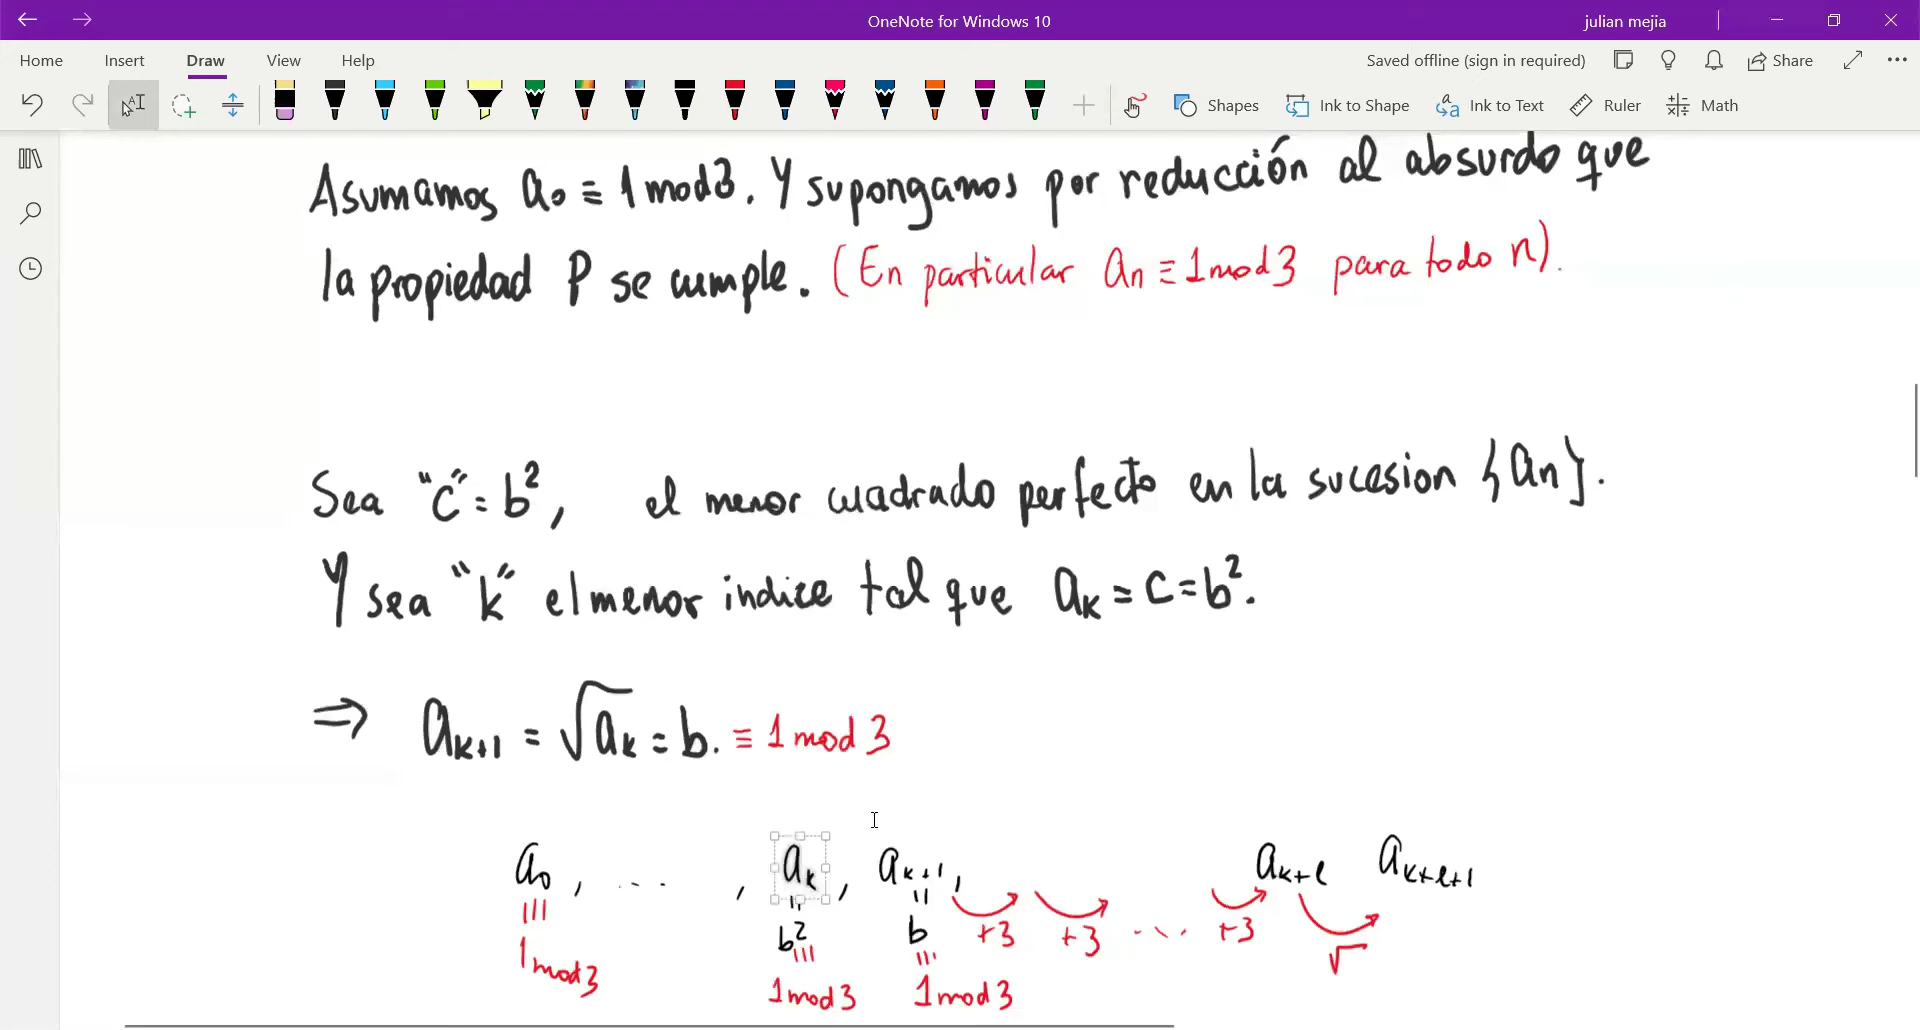 OneNote for Windows 10
julian mejia
Home Insert Draw View Help
Saved offline (sign in required) Share
Shapes Ink to Shape Ink to Text Ruler Math
Asumamos a₀ ≡ 1 mod 3. Y supongamos por reducción al absurdo que
la propiedad P se cumple. (En particular aₙ ≡ 1 mod 3 para todo n).
Sea "c" = b², el menor cuadrado perfecto en la sucesion {aₙ}.
Y sea "k" el menor indice tal que aₖ = c = b².
⇒ aₖ₊₁ = √aₖ = b. ≡ 1 mod 3
a₀, ..., aₖ, aₖ₊₁, aₖ₊ₗ aₖ₊ₗ₊₁
b² b +3 +3 ... +3 √
1 mod 3 1 mod 3 1 mod 3